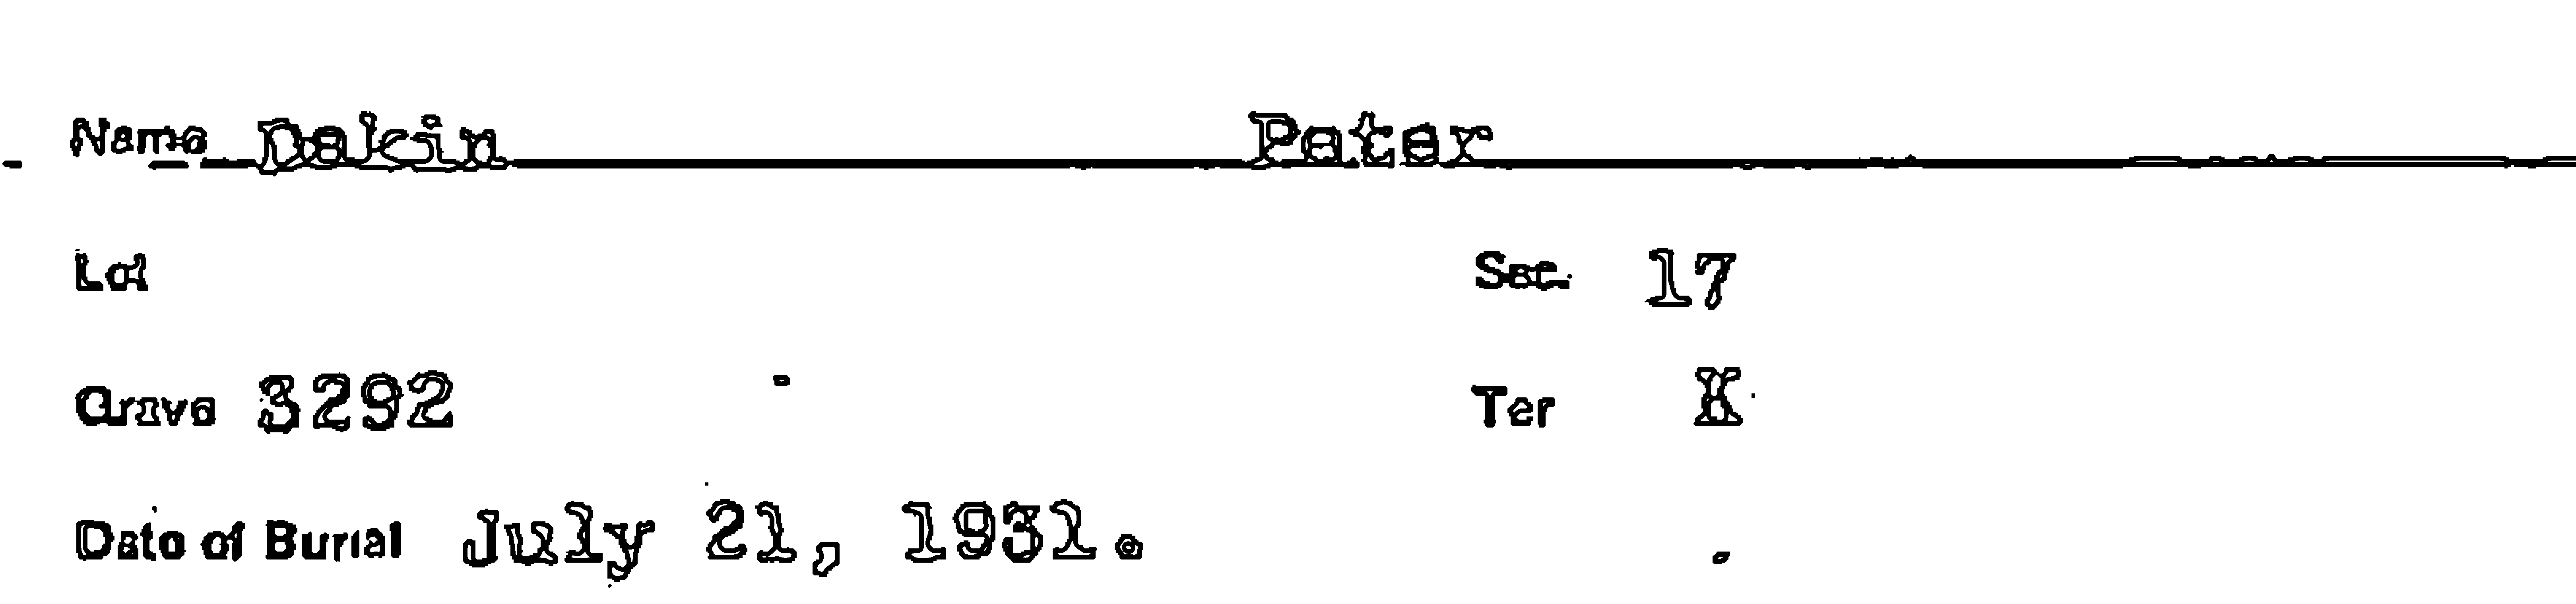 Name Dakin Peter
Lot Sec. 17
Grave 3292 Ter X
Date of Burial July 21, 1931.